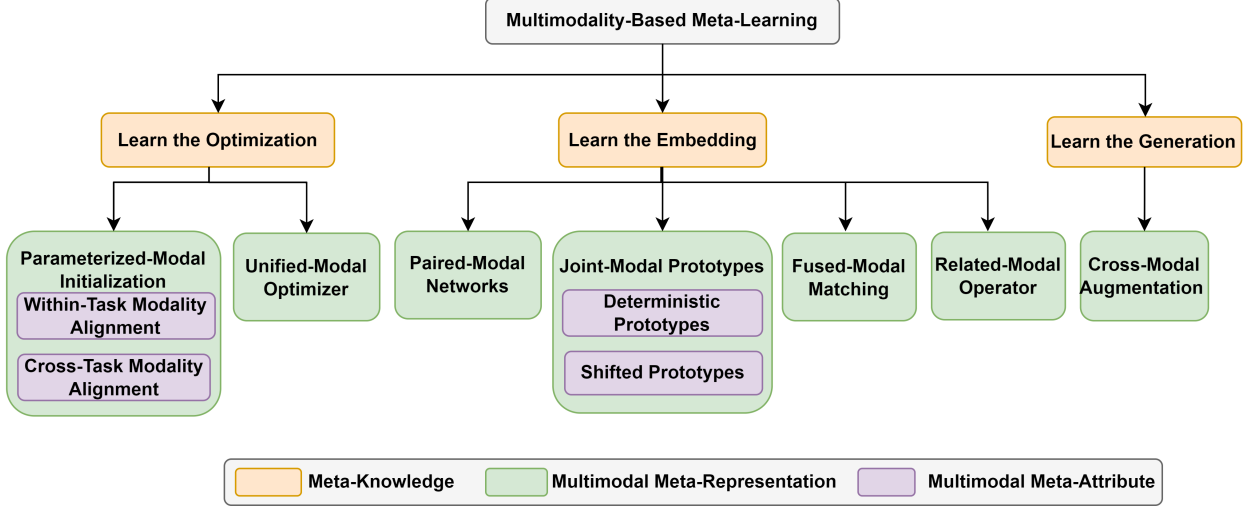 Multimodality-Based Meta-Learning
Learn the Optimization
Learn the Embedding
Learn the Generation
Parameterized-Modal
Initialization
Within-Task Modality
Alignment
Cross-Task Modality
Alignment
Unified-Modal
Optimizer
Paired-Modal
Networks
Joint-Modal Prototypes
Deterministic
Prototypes
Shifted Prototypes
Fused-Modal
Matching
Related-Modal
Operator
Cross-Modal
Augmentation
Meta-Knowledge
Multimodal Meta-Representation
Multimodal Meta-Attribute